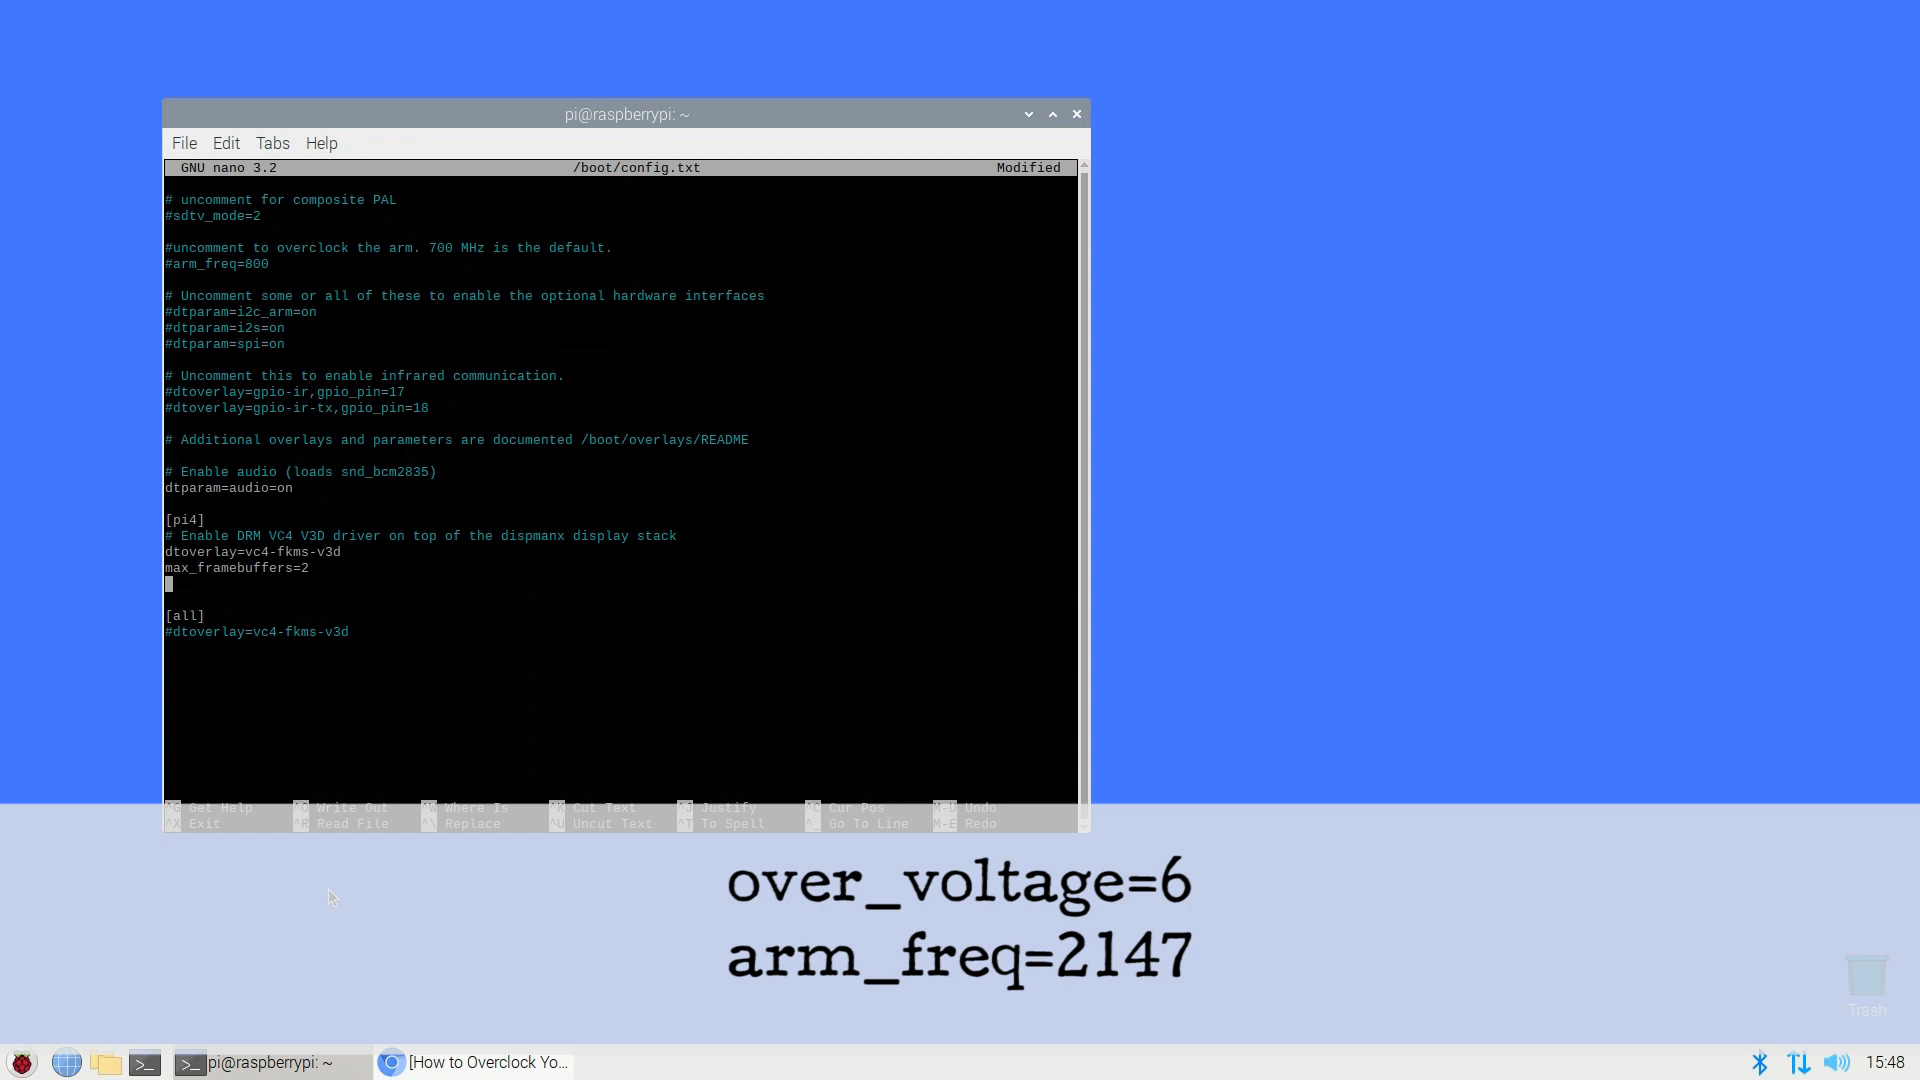 pi@raspberrypi: ~
File Edit Tabs Help
GNU nano 3.2 /boot/config.txt Modified
# uncomment for composite PAL
#sdtv_mode=2
#uncomment to overclock the arm. 700 MHz is the default.
#arm_freq=800
# Uncomment some or all of these to enable the optional hardware interfaces
#dtparam=i2c_arm=on
#dtparam=i2s=on
#dtparam=spi=on
# Uncomment this to enable infrared communication.
#dtoverlay=gpio-ir,gpio_pin=17
#dtoverlay=gpio-ir-tx,gpio_pin=18
# Additional overlays and parameters are documented /boot/overlays/README
# Enable audio (loads snd_bcm2835)
dtparam=audio=on
[pi4]
# Enable DRM VC4 V3D driver on top of the dispmanx display stack
dtoverlay=vc4-fkms-v3d
max_framebuffers=2
[all]
#dtoverlay=vc4-fkms-v3d
^G Get Help ^O Write Out ^W Where Is ^K Cut Text ^J Justify ^C Cur Pos M-U Undo
^X Exit ^R Read File ^\ Replace ^U Uncut Text ^T To Spell ^_ Go To Line M-E Redo
over_voltage=6
arm_freq=2147
Trash
pi@raspberrypi: ~ [How to Overclock Yo... 15:48